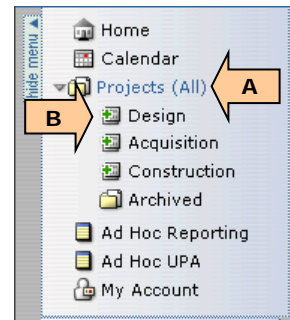 hide menu
Home
Calendar
Projects (All)
A
B
Design
Acquisition
Construction
Archived
Ad Hoc Reporting
Ad Hoc UPA
My Account